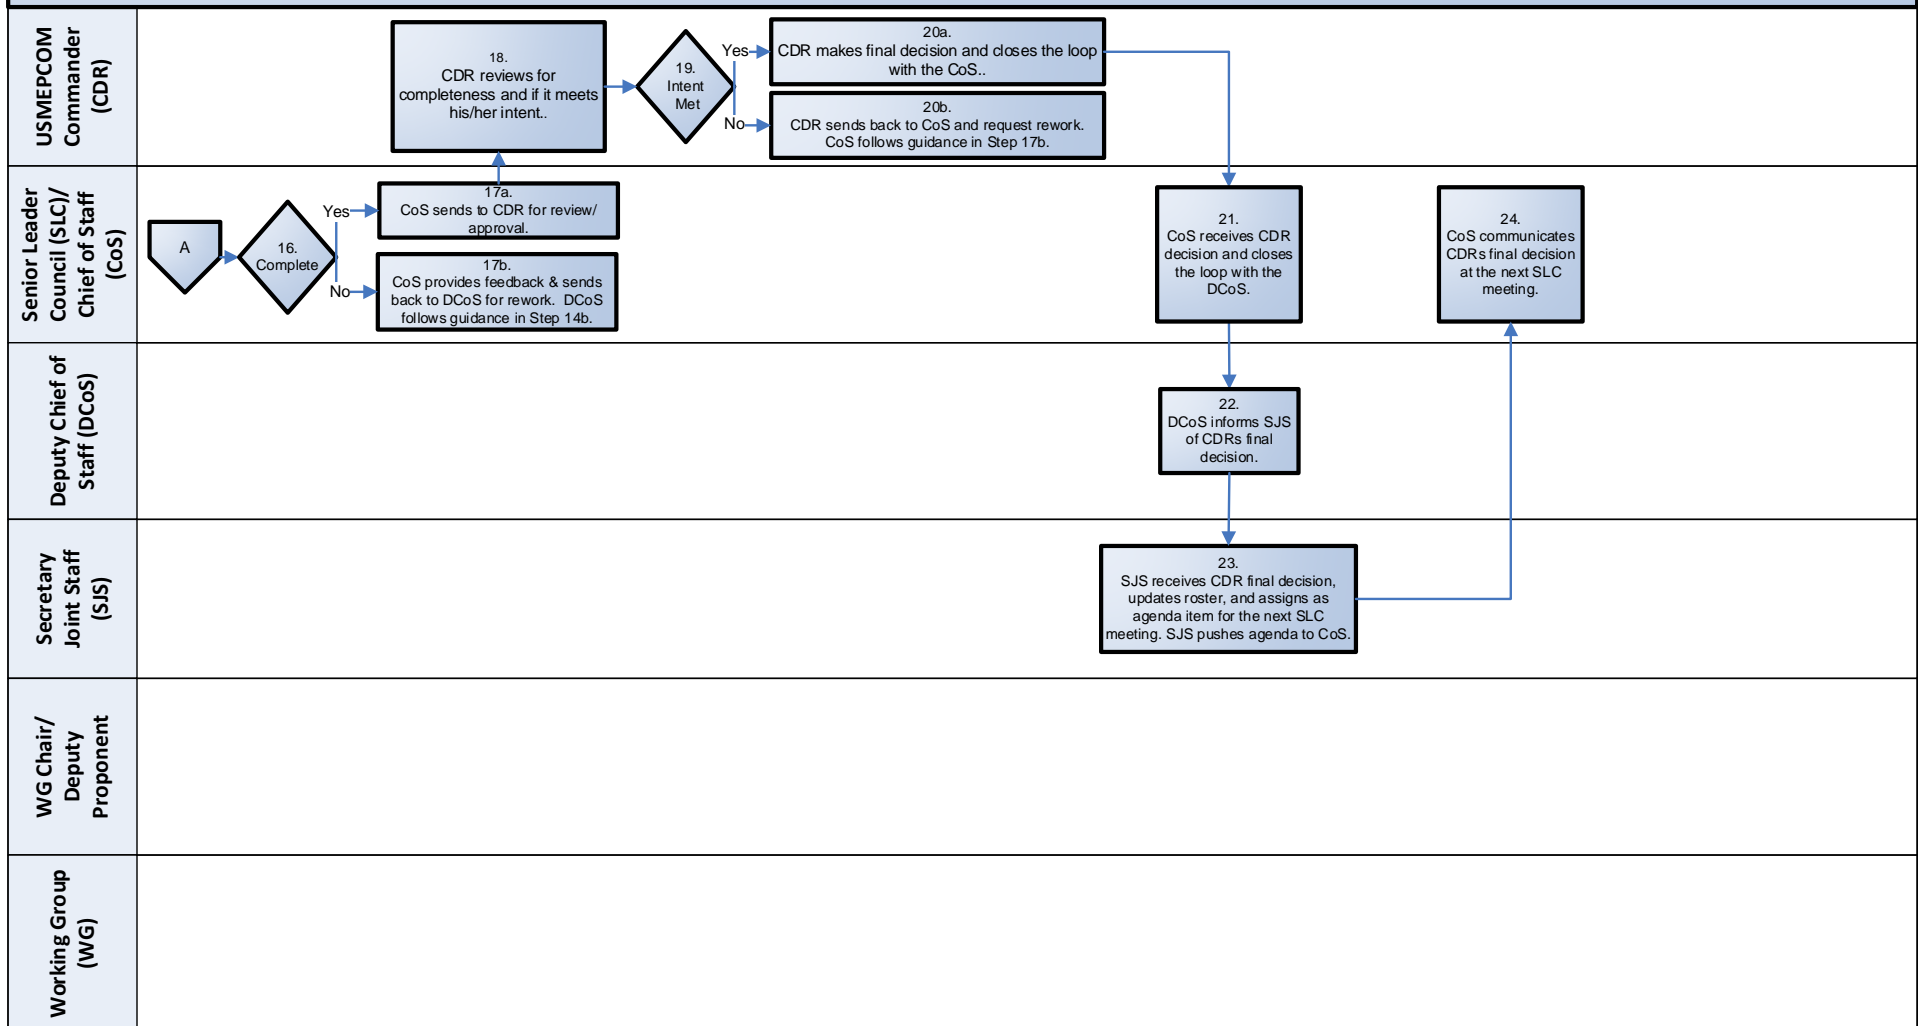 USMEPCOM
Commander
(CDR)
18.
CDR reviews for
completeness and if it meets
his/her intent..
19.
Intent
Met
Yes
No
20a.
CDR makes final decision and closes the loop
with the CoS..
20b.
CDR sends back to CoS and request rework.
CoS follows guidance in Step 17b.
Senior Leader
Council (SLC)/
Chief of Staff
(CoS)
A
16.
Complete
Yes
No
17a.
CoS sends to CDR for review/
approval.
17b.
CoS provides feedback & sends
back to DCoS for rework.  DCoS
follows guidance in Step 14b.
21.
CoS receives CDR
decision and closes
the loop with the
DCoS.
24.
CoS communicates
CDRs final decision
at the next SLC
meeting.
Deputy Chief of
Staff (DCoS)
22.
DCoS informs SJS
of CDRs final
decision.
Secretary
Joint Staff
(SJS)
23.
SJS receives CDR final decision,
updates roster, and assigns as
agenda item for the next SLC
meeting. SJS pushes agenda to CoS.
WG Chair/
Deputy
Proponent
Working Group
(WG)